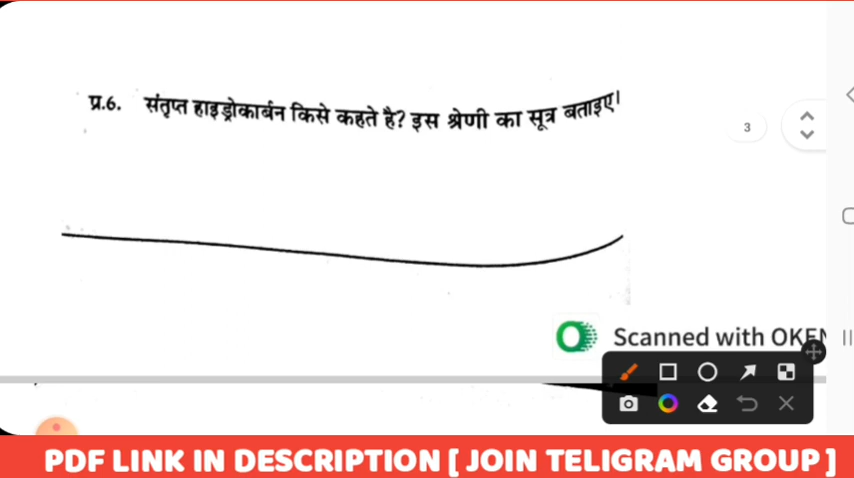 प्र.6. संतृप्त हाइड्रोकार्बन किसे कहते है? इस श्रेणी का सूत्र बताइए।
3
Scanned with OKEN
PDF LINK IN DESCRIPTION [ JOIN TELIGRAM GROUP ]